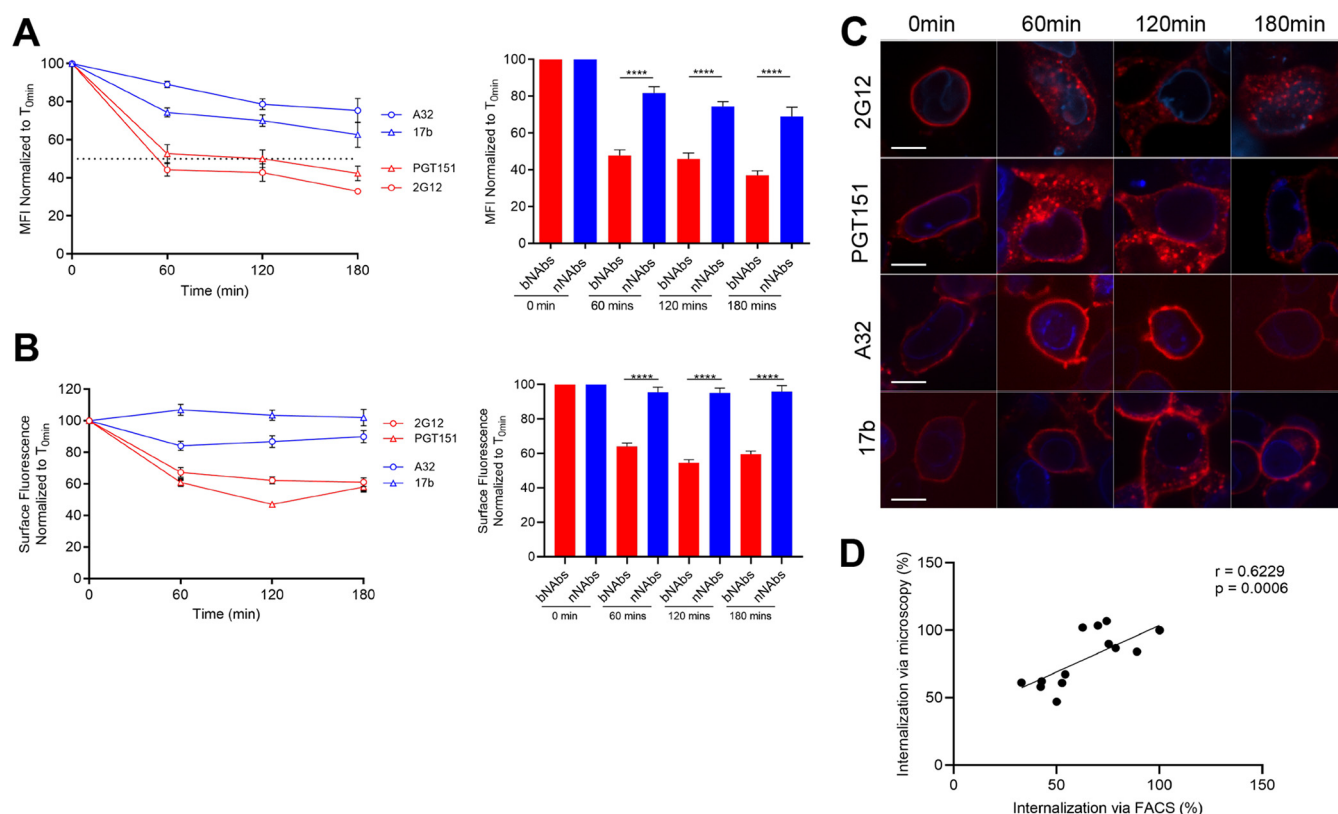 A
100
80
60
40
20
0
MFI Normalized to T0min
0
60
120
180
Time (min)
A32
17b
PGT151
2G12
100
80
60
40
20
0
MFI Normalized to T0min
****
****
****
bNAbs
nNAbs
bNAbs
nNAbs
bNAbs
nNAbs
bNAbs
nNAbs
0 min
60 mins
120 mins
180 mins
B
120
100
80
60
40
20
0
Surface Fluorescence
Normalized to T0min
0
60
120
180
Time (min)
2G12
PGT151
A32
17b
100
80
60
40
20
0
Surface Fluorescence
Normalized to T0min
****
****
****
bNAbs
nNAbs
bNAbs
nNAbs
bNAbs
nNAbs
bNAbs
nNAbs
0 min
60 mins
120 mins
180 mins
C
0min
60min
120min
180min
2G12
PGT151
A32
17b
D
150
100
50
0
Internalization via microscopy (%)
r = 0.6229
p = 0.0006
0
50
100
150
Internalization via FACS (%)